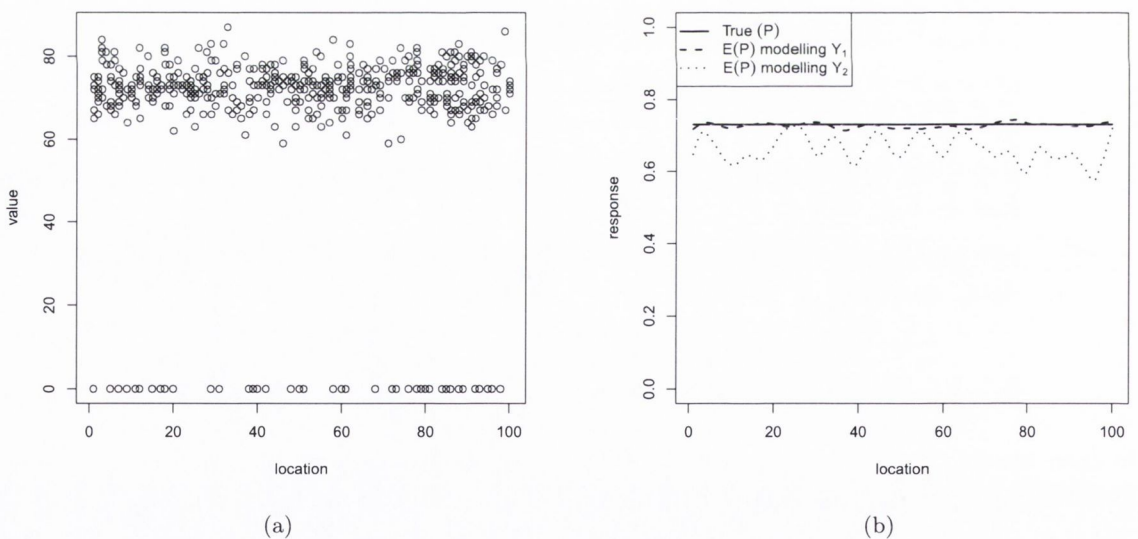 value
80
60
40
20
0
0 20 40 60 80 100
location
(a)
True (P)
E(P) modelling Y₁
E(P) modelling Y₂
response
1.0
0.8
0.6
0.4
0.2
0.0
0 20 40 60 80 100
location
(b)